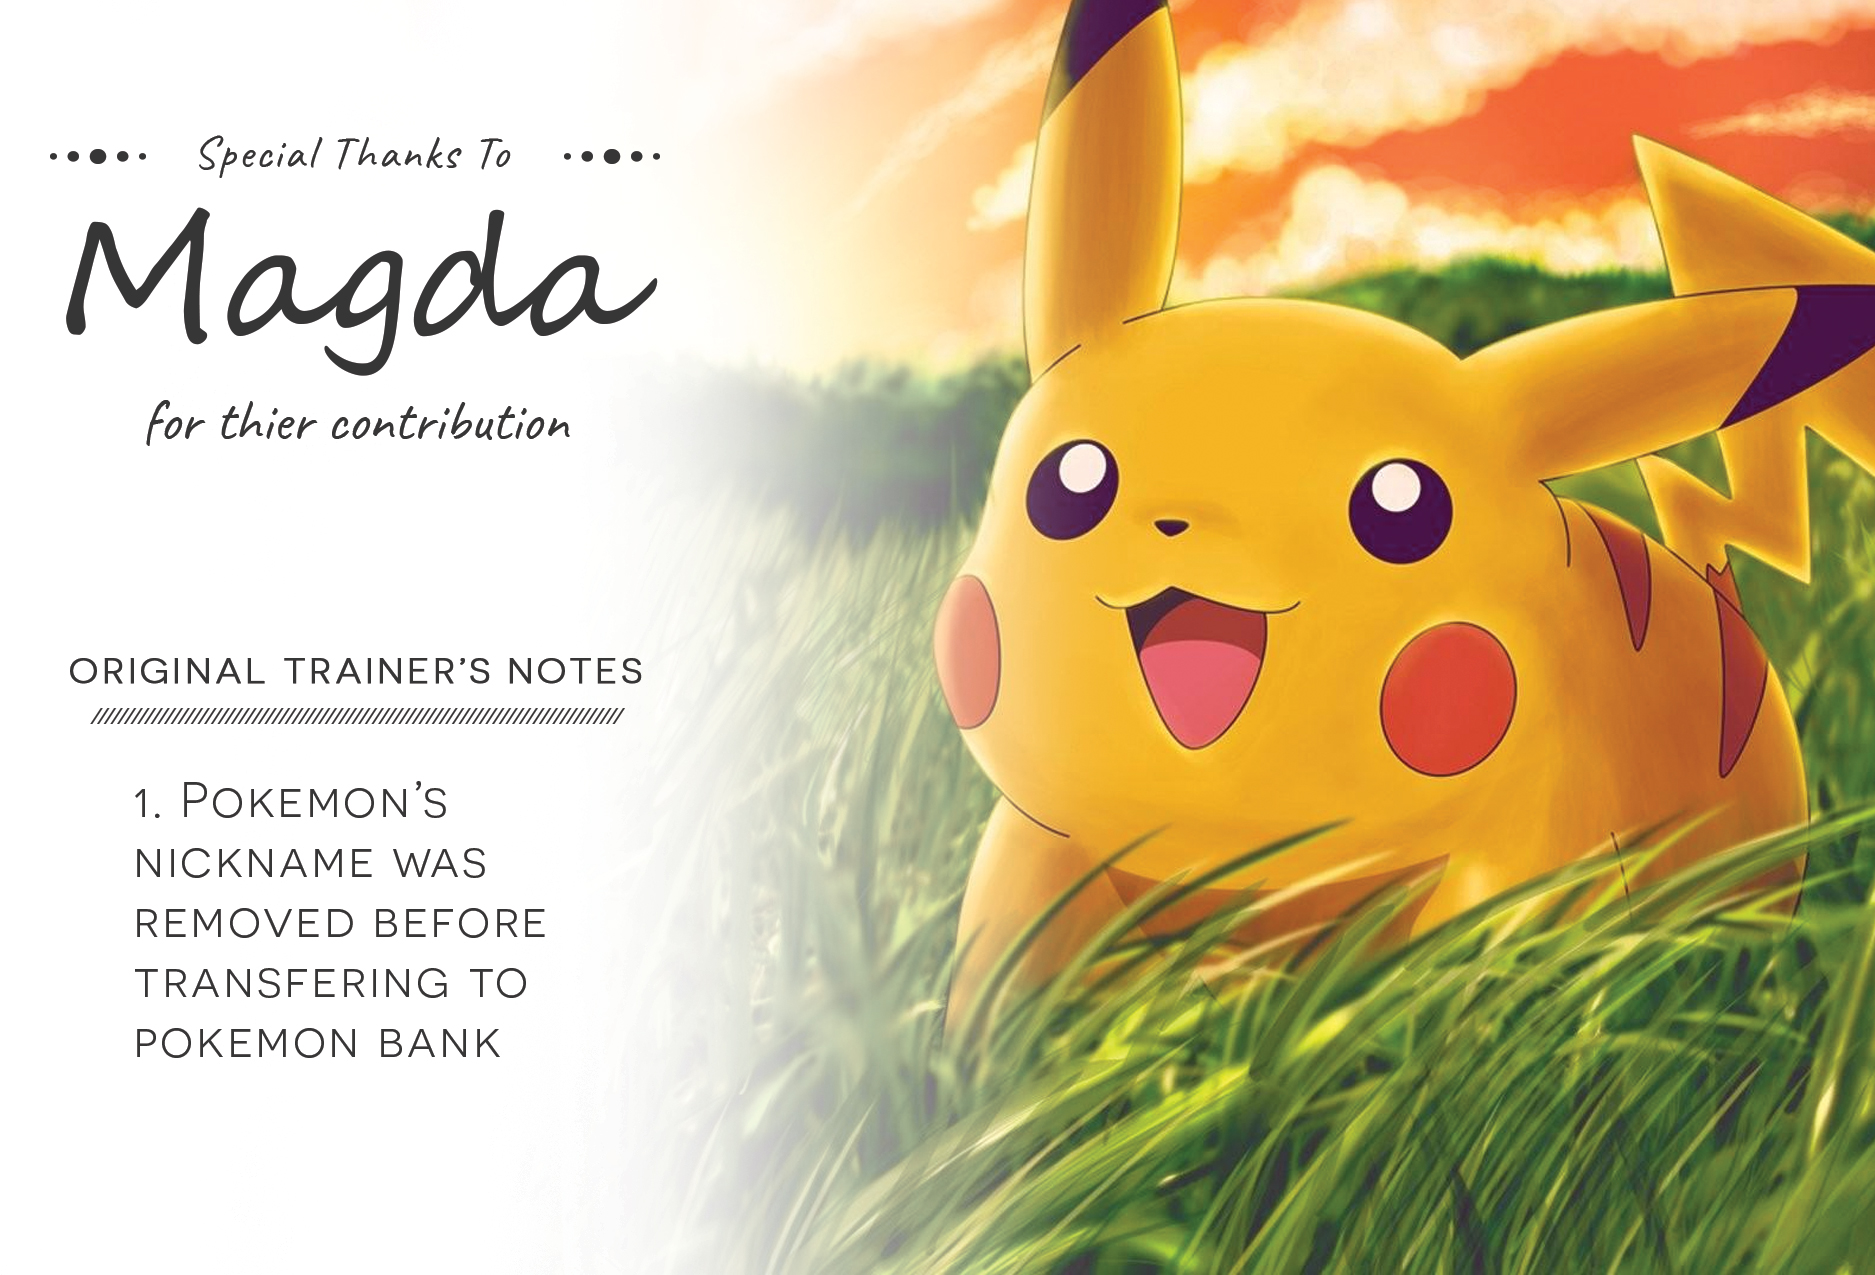 Special Thanks To
Magda
for thier contribution
ORIGINAL TRAINER’S NOTES
1. POKEMON’S
NICKNAME WAS
REMOVED BEFORE
TRANSFERING TO
POKEMON BANK